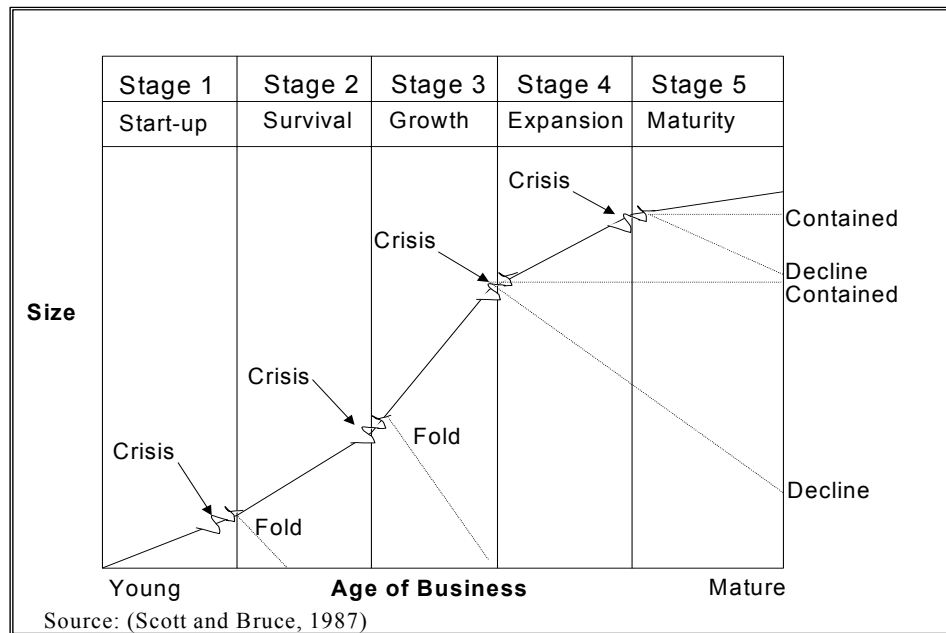 Stage 1 Stage 2 Stage 3 Stage 4 Stage 5
Start-up Survival Growth Expansion Maturity
Crisis
Contained
Crisis
Decline
Contained
Size
Crisis
Fold
Crisis
Decline
Fold
Young Age of Business Mature
Source: (Scott and Bruce, 1987)